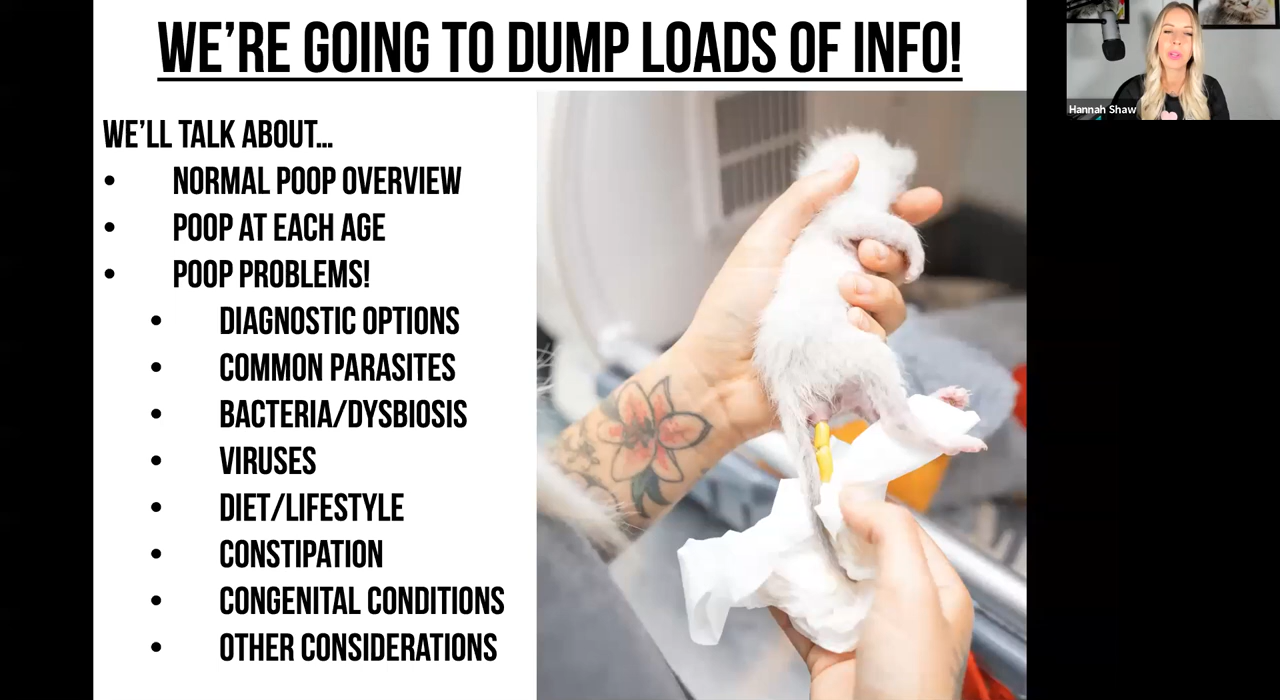 WE'RE GOING TO DUMP LOADS OF INFO!
WE'LL TALK ABOUT...
• NORMAL POOP OVERVIEW
• POOP AT EACH AGE
• POOP PROBLEMS!
• DIAGNOSTIC OPTIONS
• COMMON PARASITES
• BACTERIA/DYSBIOSIS
• VIRUSES
• DIET/LIFESTYLE
• CONSTIPATION
• CONGENITAL CONDITIONS
• OTHER CONSIDERATIONS
Hannah Shaw